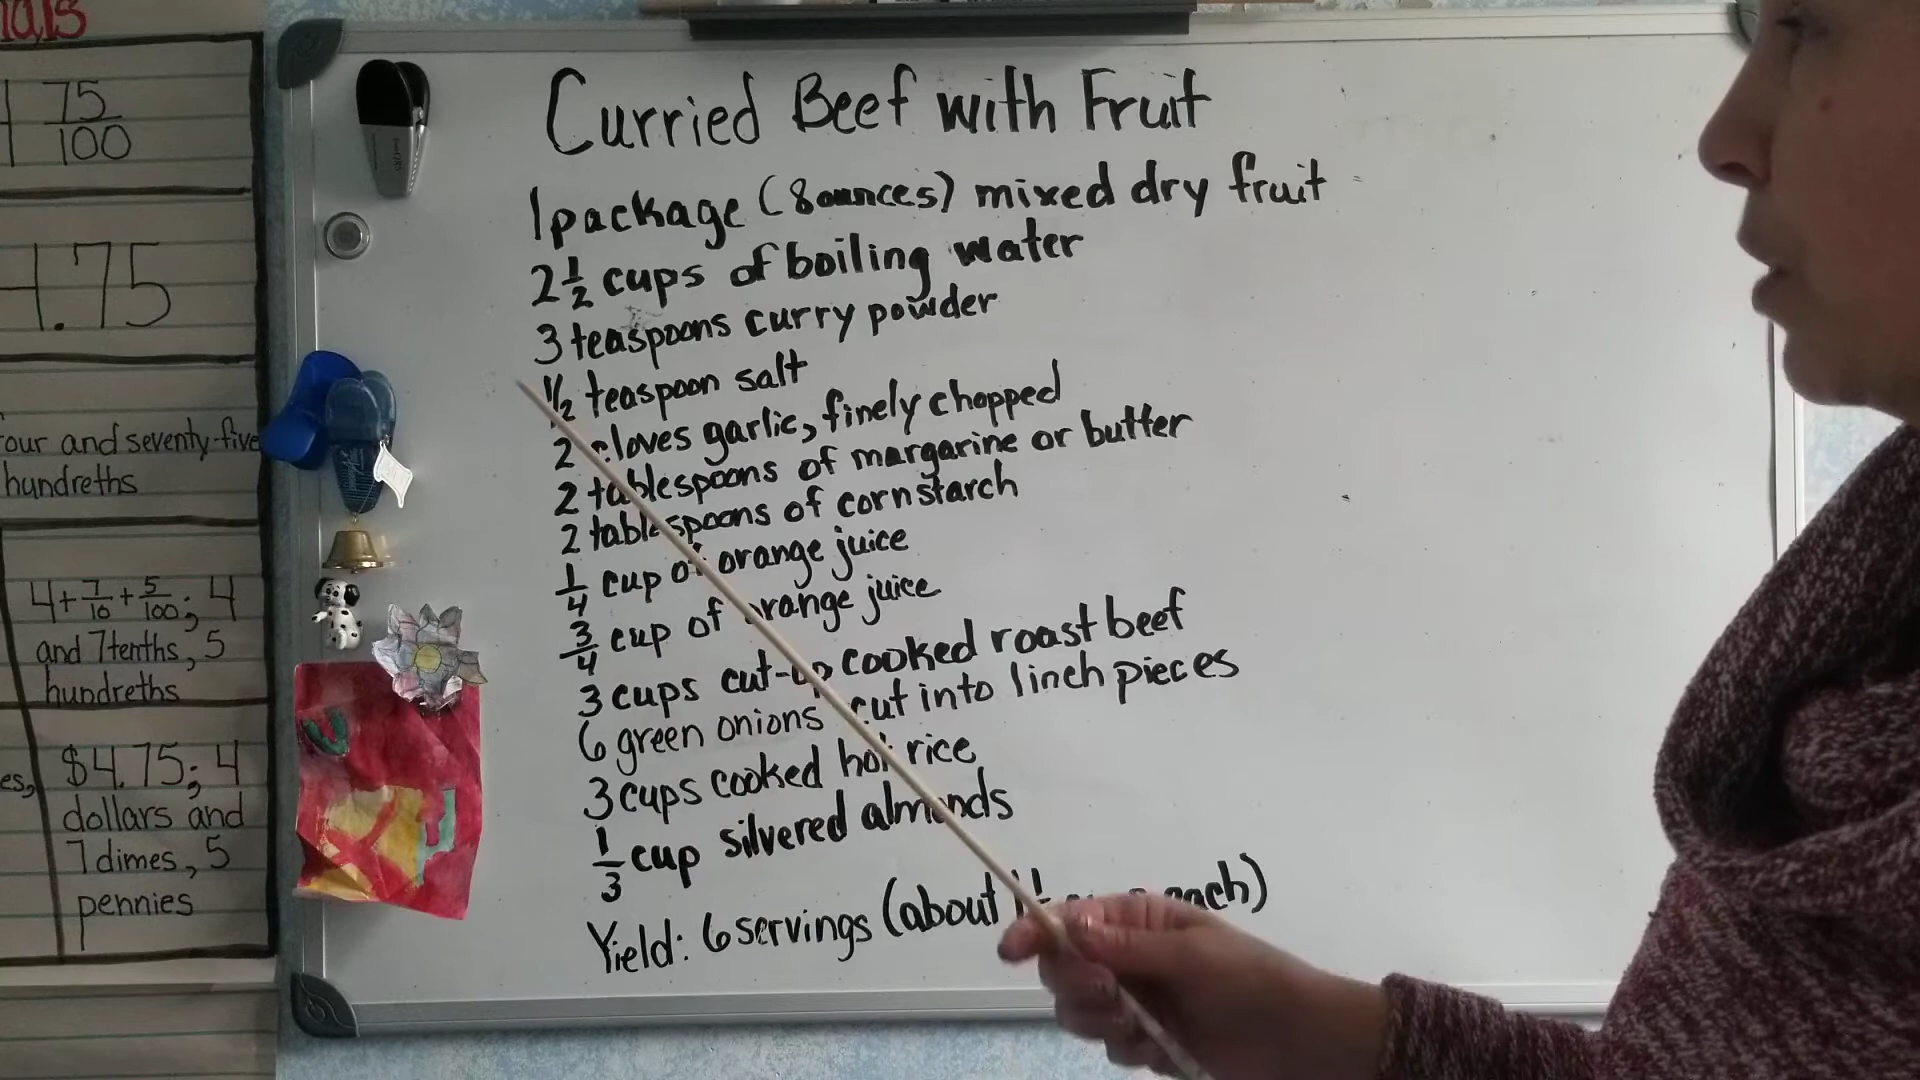 nals
75
100
4.75
four and seventy-five
hundreths
4+7/10+5/100; 4
and 7 tenths, 5
hundreths
es, $4.75; 4
dollars and
7 dimes, 5
pennies
Curried Beef with Fruit
1 package (8 ounces) mixed dry fruit
2 1/2 cups of boiling water
3 teaspoons curry powder
1/2 teaspoon salt
2 cloves garlic, finely chopped
2 tablespoons of margarine or butter
2 tablespoons of cornstarch
1/4 cup of orange juice
3/4 cup of orange juice
3 cups cut-up cooked roast beef
6 green onions cut into 1 inch pieces
3 cups cooked hot rice
1/3 cup silvered almonds
Yield: 6 servings (about each)